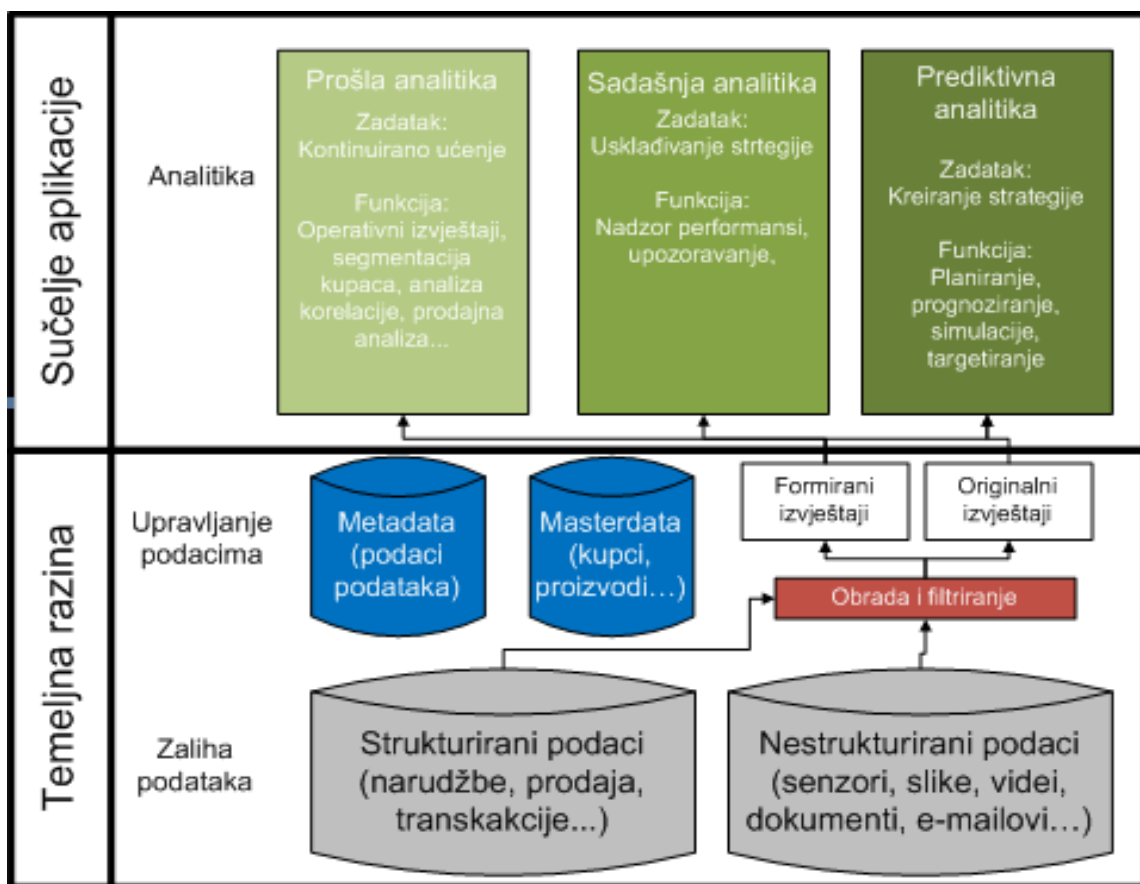 Sučelje aplikacije
Analitika
Prošla analitika
Zadatak:
Kontinuirano ućenje
Funkcija:
Operativni izvještaji,
segmentacija
kupaca, analiza
korelacije, prodajna
analiza...
Sadašnja analitika
Zadatak:
Usklađivanje strtegije
Funkcija:
Nadzor performansi,
upozoravanje,
Prediktivna
analitika
Zadatak:
Kreiranje strategije
Funkcija:
Planiranje,
prognoziranje,
simulacije,
targetiranje
Temeljna razina
Upravljanje
podacima
Metadata
(podaci
podataka)
Masterdata
(kupci,
proizvodi...)
Formirani
izvještaji
Originalni
izvještaji
Obrada i filtriranje
Zaliha
podataka
Strukturirani podaci
(narudžbe, prodaja,
transkakcije...)
Nestrukturirani podaci
(senzori, slike, videi,
dokumenti, e-mailovi...)